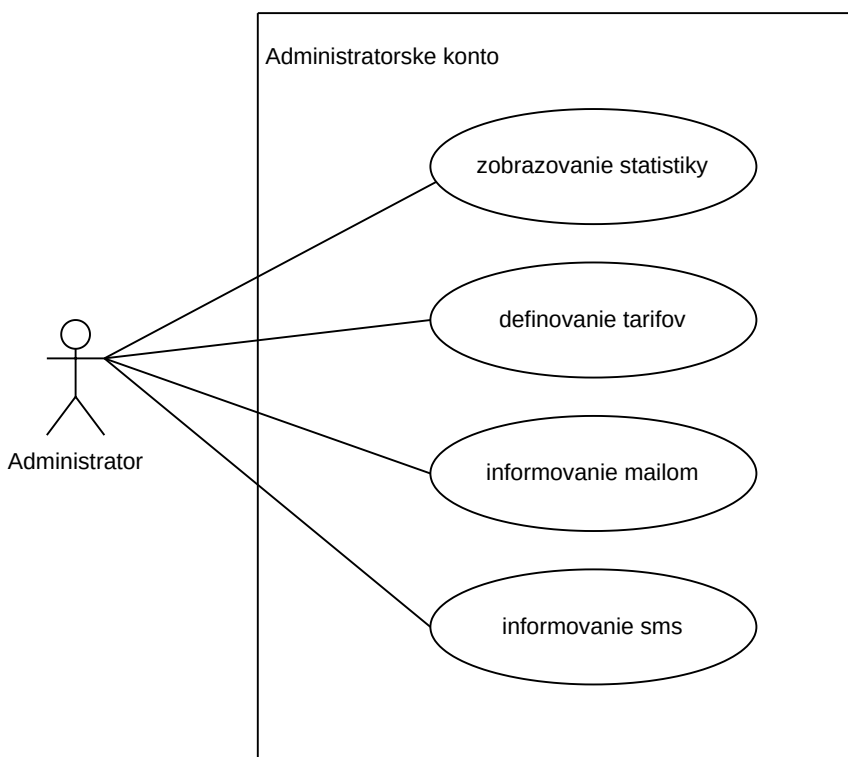 Administratorske konto
zobrazovanie statistiky
definovanie tarifov
Administrator
informovanie mailom
informovanie sms